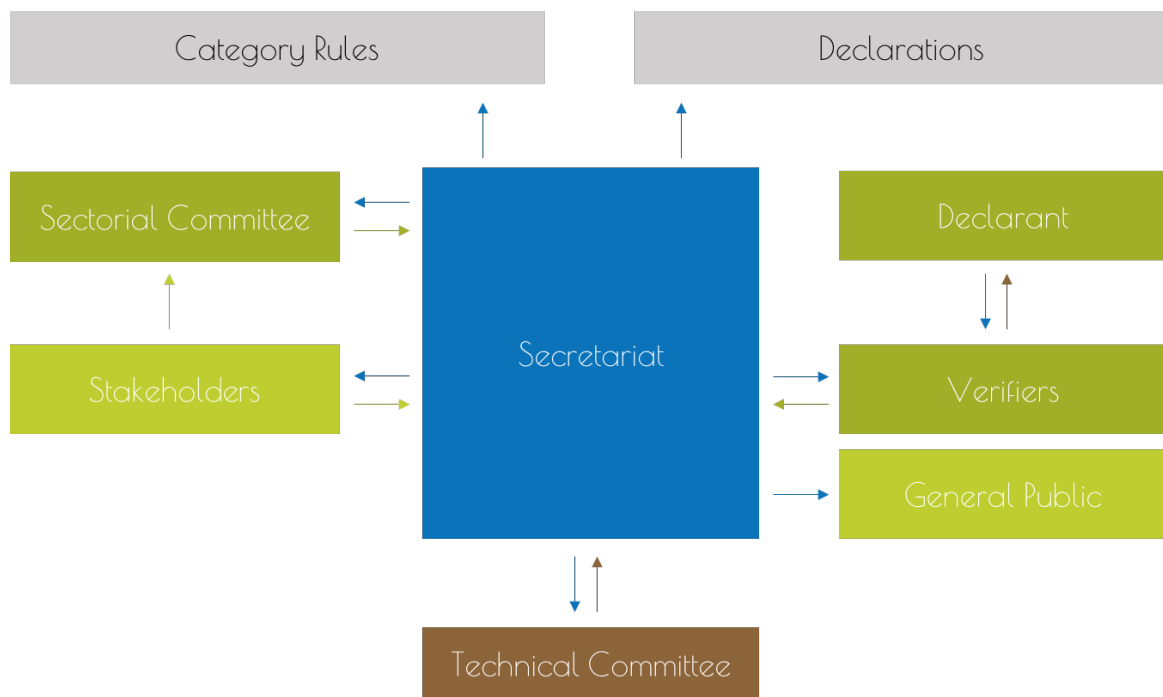 Category Rules
Declarations
Sectorial Committee
Declarant
Secretariat
Stakeholders
Verifiers
General Public
Technical Committee